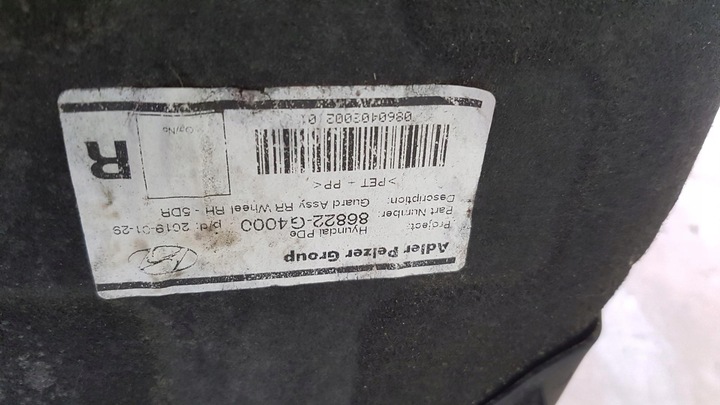 Adler Pelzer Group
Project: Hyundai PDe
Part Number: 86822-G4000 p/d: 2019-01-29
Description: Guard Assy RR Wheel RH - 5DR
>PET - PP<
0860403002 01
Og/No
R